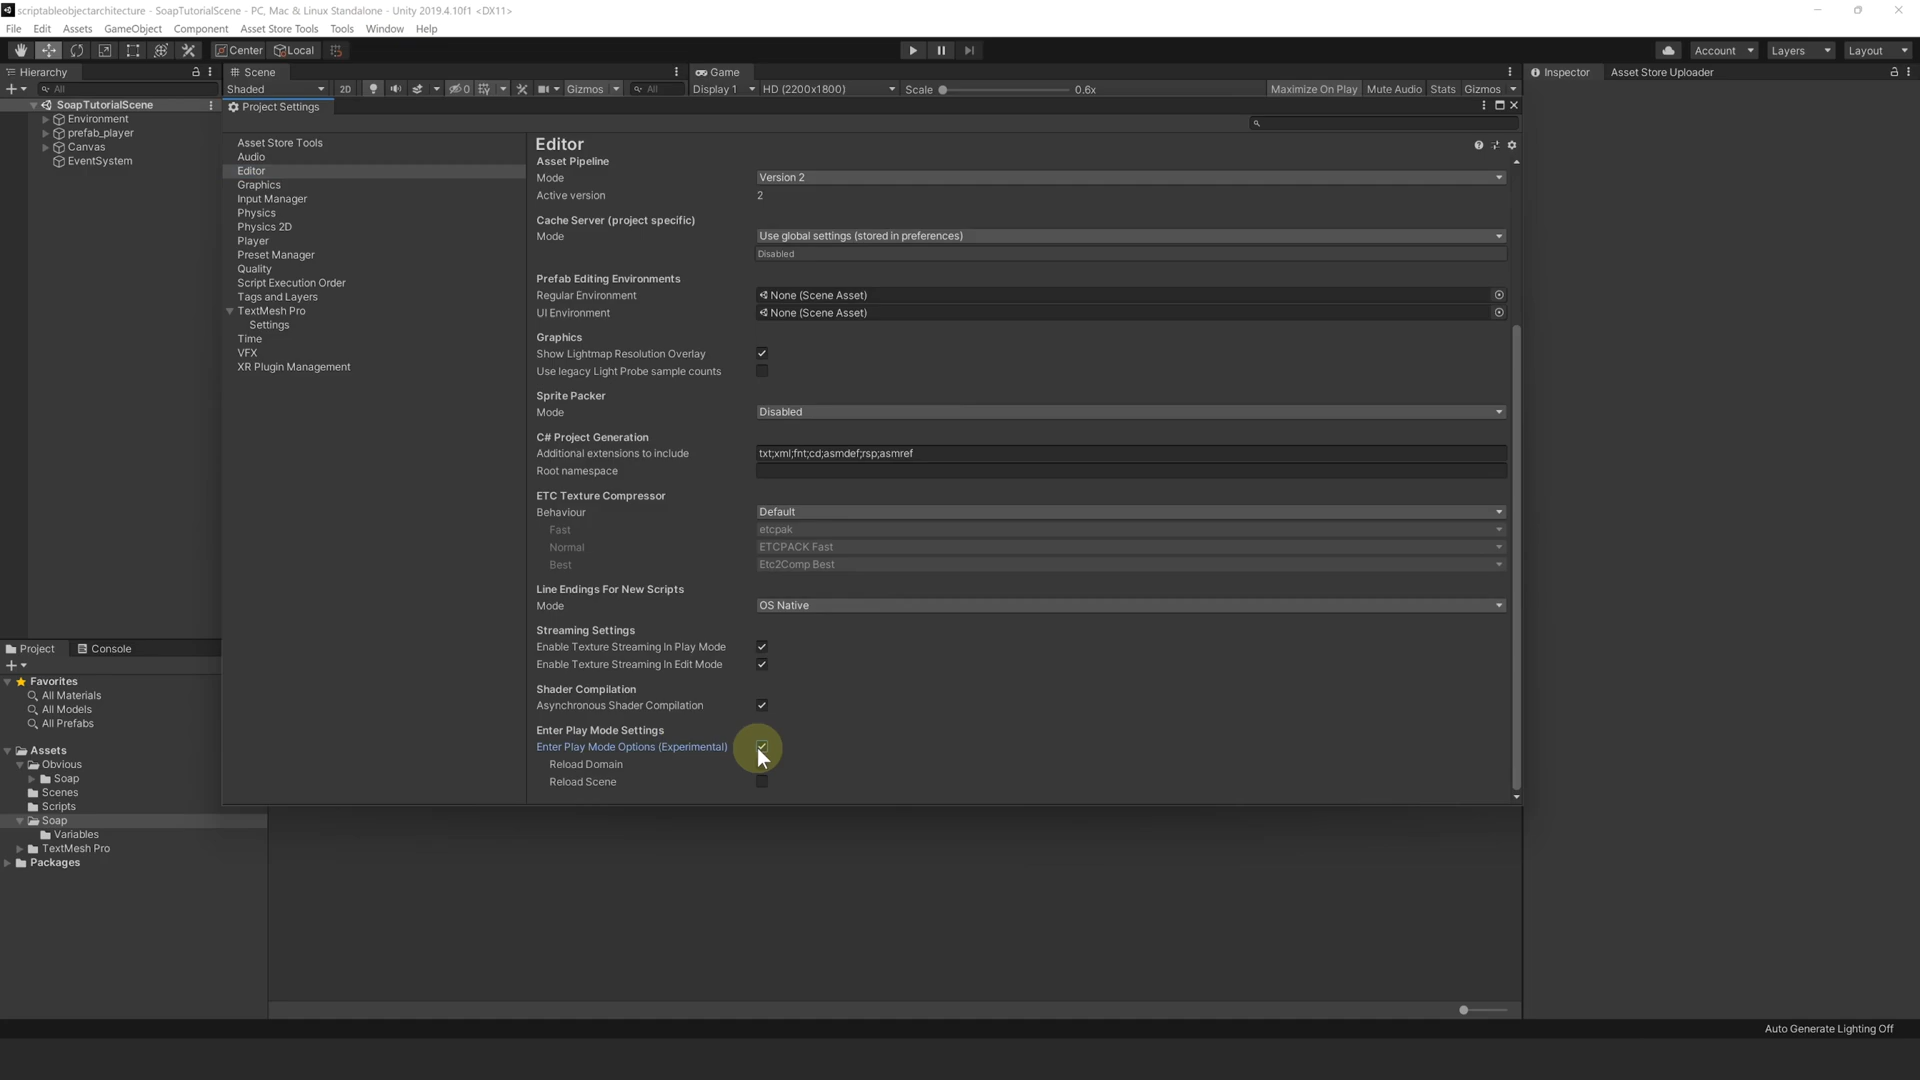 scriptableobjectarchitecture - SoapTutorialScene - PC, Mac & Linux Standalone - Unity 2019.4.10f1 <DX11>
File Edit Assets GameObject Component Asset Store Tools Tools Window Help
Center Local Account Layers Layout
Hierarchy Scene Game Inspector Asset Store Uploader
All Shaded 2D 0 Gizmos All Display 1 HD (2200x1800) Scale 0.6x Maximize On Play Mute Audio Stats Gizmos
SoapTutorialScene
Environment
prefab_player
Canvas
EventSystem
Project Settings
Asset Store Tools
Audio
Editor
Graphics
Input Manager
Physics
Physics 2D
Player
Preset Manager
Quality
Script Execution Order
Tags and Layers
TextMesh Pro
Settings
Time
VFX
XR Plugin Management
Editor
Asset Pipeline
Mode Version 2
Active version 2
Cache Server (project specific)
Mode Use global settings (stored in preferences)
Disabled
Prefab Editing Environments
Regular Environment None (Scene Asset)
UI Environment None (Scene Asset)
Graphics
Show Lightmap Resolution Overlay
Use legacy Light Probe sample counts
Sprite Packer
Mode Disabled
C# Project Generation
Additional extensions to include txt;xml;fnt;cd;asmdef;rsp;asmref
Root namespace
ETC Texture Compressor
Behaviour Default
Fast etcpak
Normal ETCPACK Fast
Best Etc2Comp Best
Line Endings For New Scripts
Mode OS Native
Streaming Settings
Enable Texture Streaming In Play Mode
Enable Texture Streaming In Edit Mode
Shader Compilation
Asynchronous Shader Compilation
Enter Play Mode Settings
Enter Play Mode Options (Experimental)
Reload Domain
Reload Scene
Project Console
Favorites
All Materials
All Models
All Prefabs
Assets
Obvious
Soap
Scenes
Scripts
Soap
Variables
TextMesh Pro
Packages
Auto Generate Lighting Off